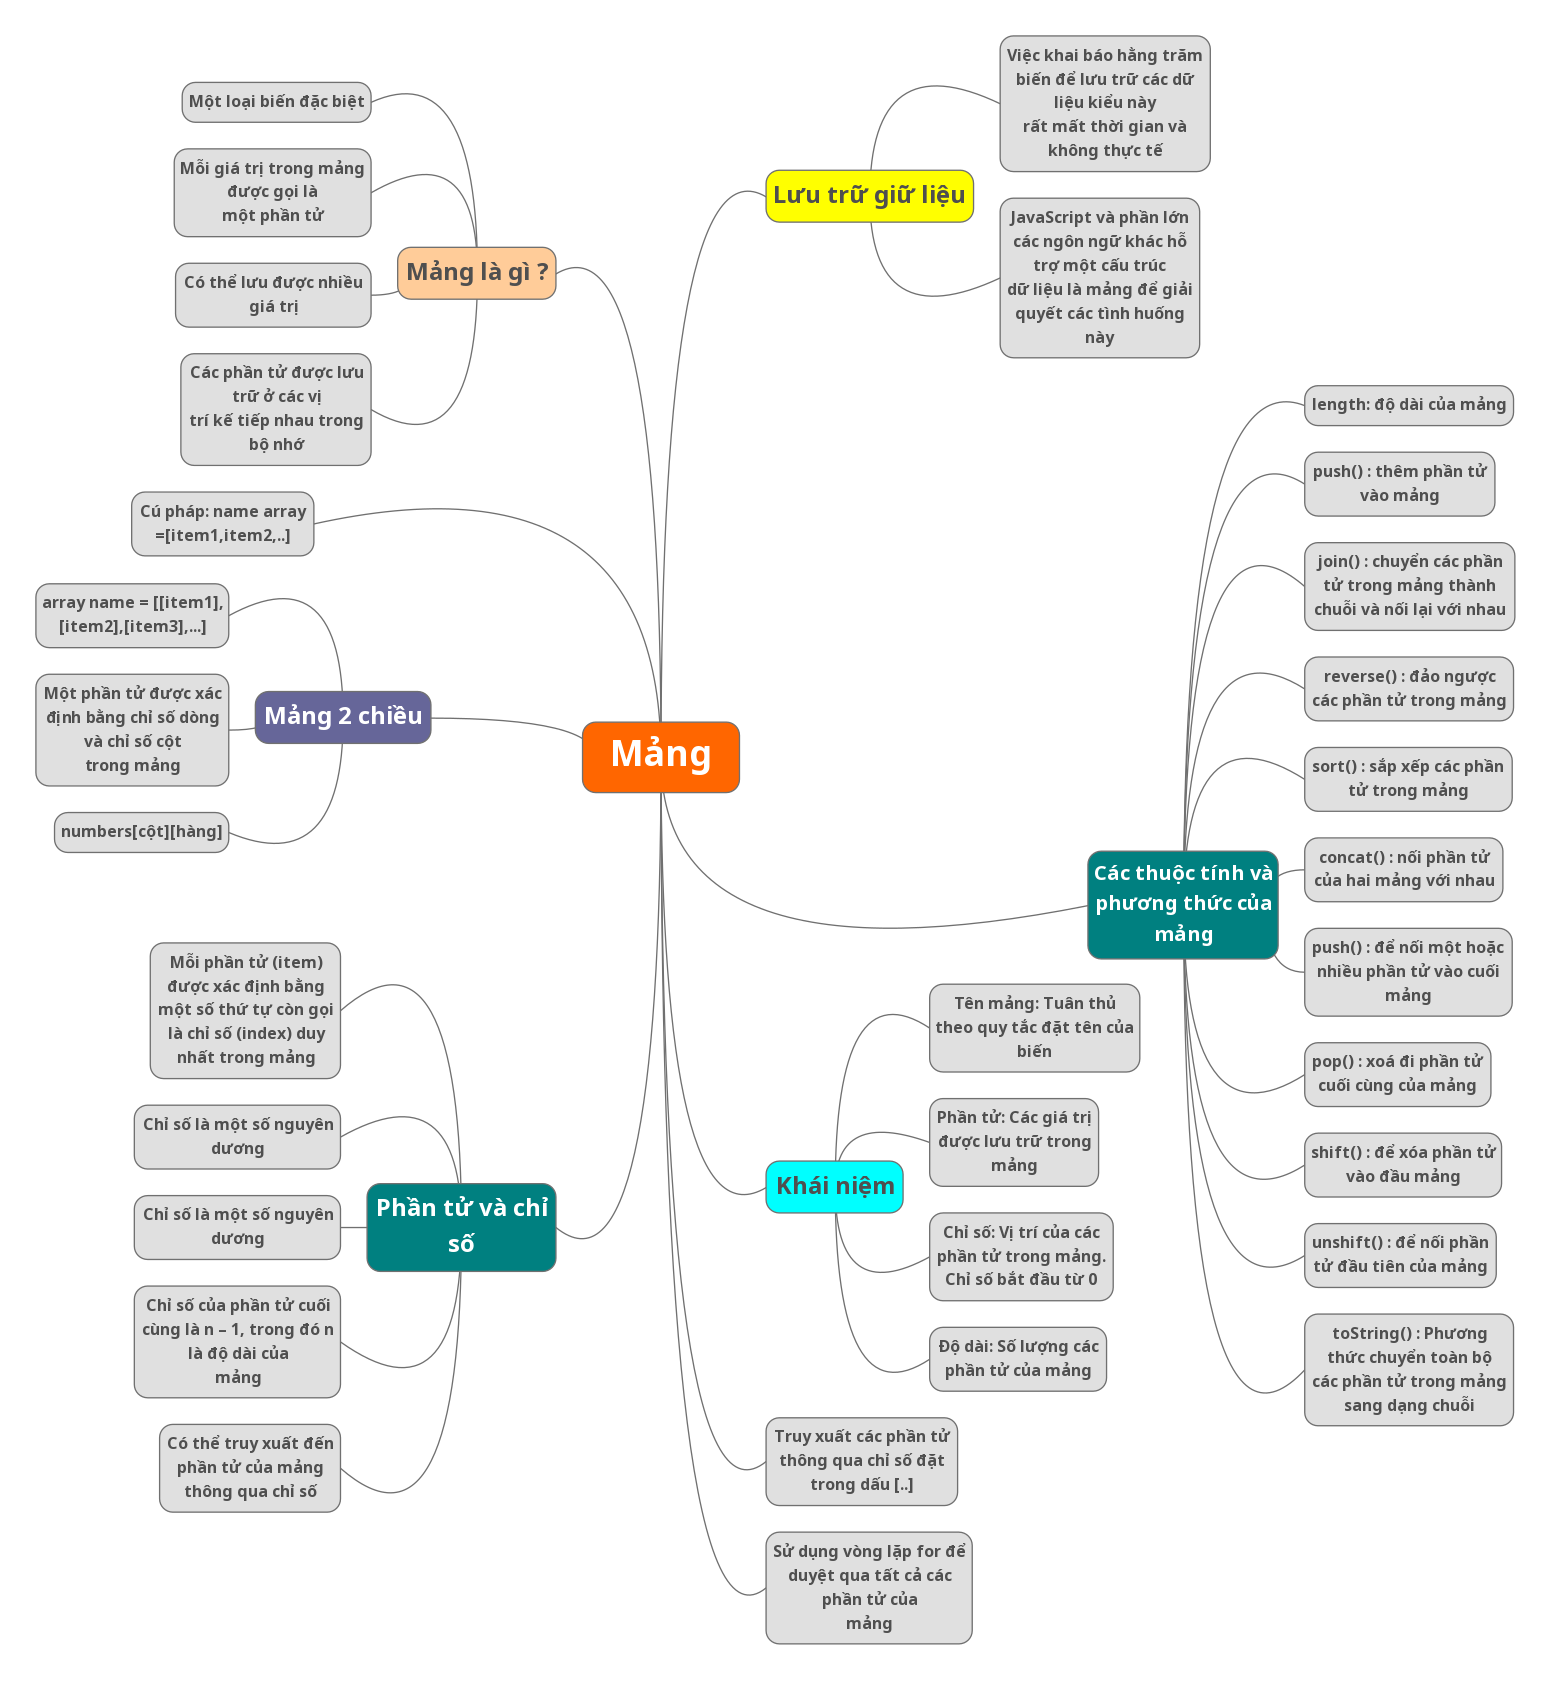 Mảng
Lưu trữ giữ liệu
Việc khai báo hằng trăm
biến để lưu trữ các dữ
liệu kiểu này
rất mất thời gian và
không thực tế
JavaScript và phần lớn
các ngôn ngữ khác hỗ
trợ một cấu trúc
dữ liệu là mảng để giải
quyết các tình huống
này
Các thuộc tính và
phương thức của
mảng
length: độ dài của mảng
push() : thêm phần tử
vào mảng
join() : chuyển các phần
tử trong mảng thành
chuỗi và nối lại với nhau
reverse() : đảo ngược
các phần tử trong mảng
sort() : sắp xếp các phần
tử trong mảng
concat() : nối phần tử
của hai mảng với nhau
push() : để nối một hoặc
nhiều phần tử vào cuối
mảng
pop() : xoá đi phần tử
cuối cùng của mảng
shift() : để xóa phần tử
vào đầu mảng
unshift() : để nối phần
tử đầu tiên của mảng
toString() : Phương
thức chuyển toàn bộ
các phần tử trong mảng
sang dạng chuỗi
Khái niệm
Tên mảng: Tuân thủ
theo quy tắc đặt tên của
biến
Phần tử: Các giá trị
được lưu trữ trong
mảng
Chỉ số: Vị trí của các
phần tử trong mảng.
Chỉ số bắt đầu từ 0
Độ dài: Số lượng các
phần tử của mảng
Truy xuất các phần tử
thông qua chỉ số đặt
trong dấu [..]
Sử dụng vòng lặp for để
duyệt qua tất cả các
phần tử của
mảng
Mảng là gì ?
Một loại biến đặc biệt
Mỗi giá trị trong mảng
được gọi là
một phần tử
Có thể lưu được nhiều
giá trị
Các phần tử được lưu
trữ ở các vị
trí kế tiếp nhau trong
bộ nhớ
Cú pháp: name array
=[item1,item2,..]
Mảng 2 chiều
array name = [[item1],
[item2],[item3],...]
Một phần tử được xác
định bằng chỉ số dòng
và chỉ số cột
trong mảng
numbers[cột][hàng]
Phần tử và chỉ
số
Mỗi phần tử (item)
được xác định bằng
một số thứ tự còn gọi
là chỉ số (index) duy
nhất trong mảng
Chỉ số là một số nguyên
dương
Chỉ số là một số nguyên
dương
Chỉ số của phần tử cuối
cùng là n – 1, trong đó n
là độ dài của
mảng
Có thể truy xuất đến
phần tử của mảng
thông qua chỉ số